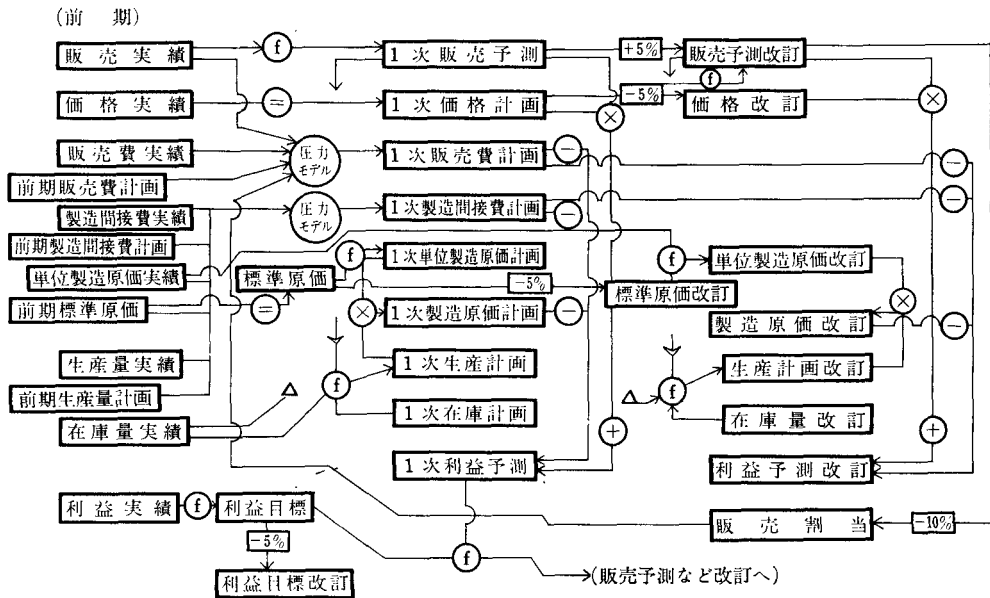 (前 期)
販売実績
f
1次販売予測
+5%
販売予測改訂
価格実績
=
1次価格計画
-5%
f
価格改訂
×
×
販売費実績
圧力モデル
1次販売費計画
−
−
前期販売費計画
製造間接費実績
圧力モデル
1次製造間接費計画
−
−
前期製造間接費計画
単位製造原価実績
標準原価
f
1次単位製造原価計画
f
単位製造原価改訂
-5%
標準原価改訂
前期標準原価
=
×
1次製造原価計画
−
×
製造原価改訂
−
生産量実績
1次生産計画
生産計画改訂
前期生産量計画
△
f
△
f
在庫量実績
1次在庫計画
在庫量改訂
+
+
1次利益予測
利益予測改訂
利益実績
f
利益目標
販売割当
-10%
-5%
f
(販売予測など改訂へ)
利益目標改訂